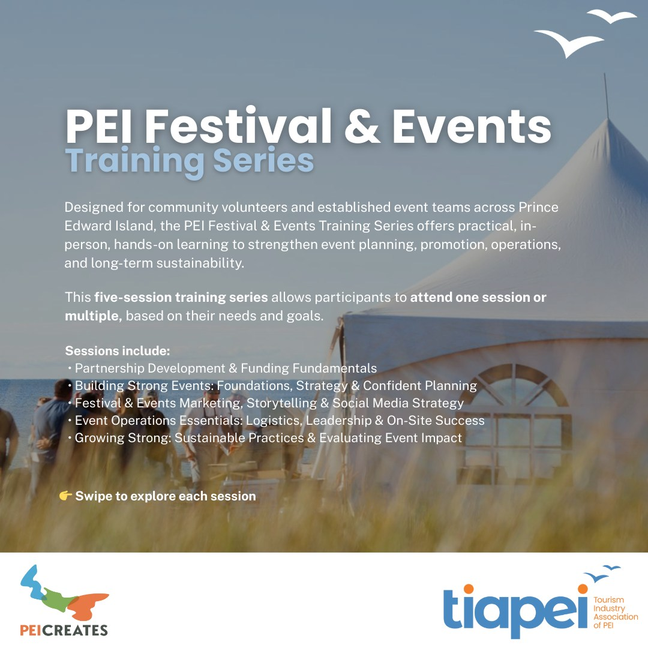 PEI Festival & Events
Training Series
Designed for community volunteers and established event teams across Prince
Edward Island, the PEI Festival & Events Training Series offers practical, in-
person, hands-on learning to strengthen event planning, promotion, operations,
and long-term sustainability.
This five-session training series allows participants to attend one session or
multiple, based on their needs and goals.
Sessions include:
• Partnership Development & Funding Fundamentals
• Building Strong Events: Foundations, Strategy & Confident Planning
• Festival & Events Marketing, Storytelling & Social Media Strategy
• Event Operations Essentials: Logistics, Leadership & On-Site Success
• Growing Strong: Sustainable Practices & Evaluating Event Impact
👉 Swipe to explore each session
PEICREATES
tiapei
Tourism
Industry
Association
of PEI